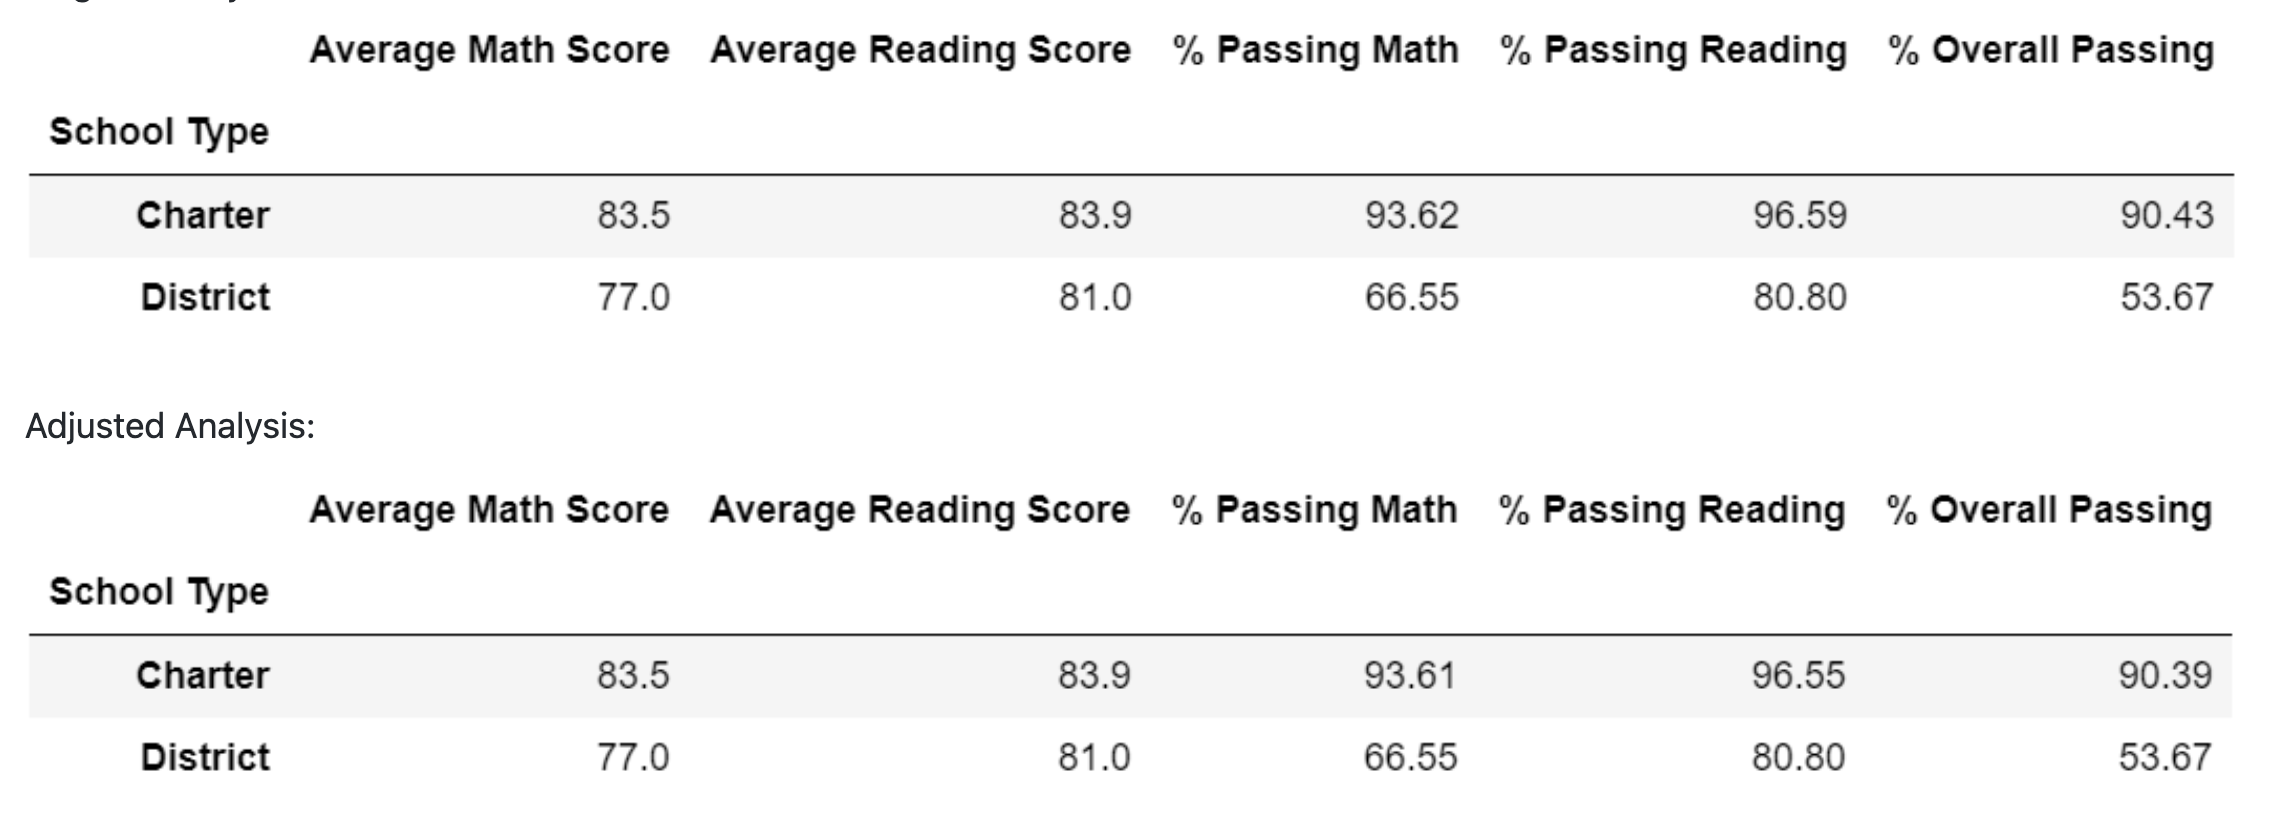 Average Math Score Average Reading Score % Passing Math % Passing Reading % Overall Passing
School Type
Charter 83.5 83.9 93.62 96.59 90.43
District 77.0 81.0 66.55 80.80 53.67
Adjusted Analysis:
Average Math Score Average Reading Score % Passing Math % Passing Reading % Overall Passing
School Type
Charter 83.5 83.9 93.61 96.55 90.39
District 77.0 81.0 66.55 80.80 53.67